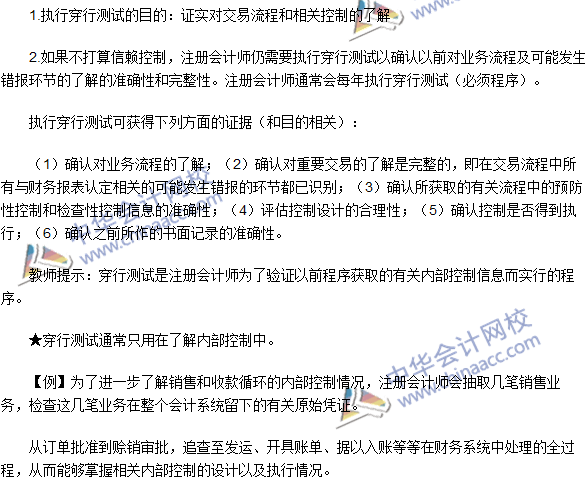 1.执行穿行测试的目的：证实对交易流程和相关控制的了解
2.如果不打算信赖控制，注册会计师仍需要执行穿行测试以确认以前对业务流程及可能发生
错报环节的了解的准确性和完整性。注册会计师通常会每年执行穿行测试（必须程序）。
执行穿行测试可获得下列方面的证据（和目的相关）：
（1）确认对业务流程的了解；（2）确认对重要交易的了解是完整的，即在交易流程中所
有与财务报表认定相关的可能发生错报的环节都已识别；（3）确认所获取的有关流程中的预防
性控制和检查性控制信息的准确性；（4）评估控制设计的合理性；（5）确认控制是否得到执
行；（6）确认之前所作的书面记录的准确性。
教师提示：穿行测试是注册会计师为了验证以前程序获取的有关内部控制信息而实行的程
序。
★穿行测试通常只用在了解内部控制中。
【例】为了进一步了解销售和收款循环的内部控制情况，注册会计师会抽取几笔销售业
务，检查这几笔业务在整个会计系统留下的有关原始凭证。
从订单批准到赊销审批，追查至发运、开具账单、据以入账等等在财务系统中处理的全过
程，从而能够掌握相关内部控制的设计以及执行情况。
中华会计网校
www.chinaacc.com
中华会计网校
www.chinaacc.com